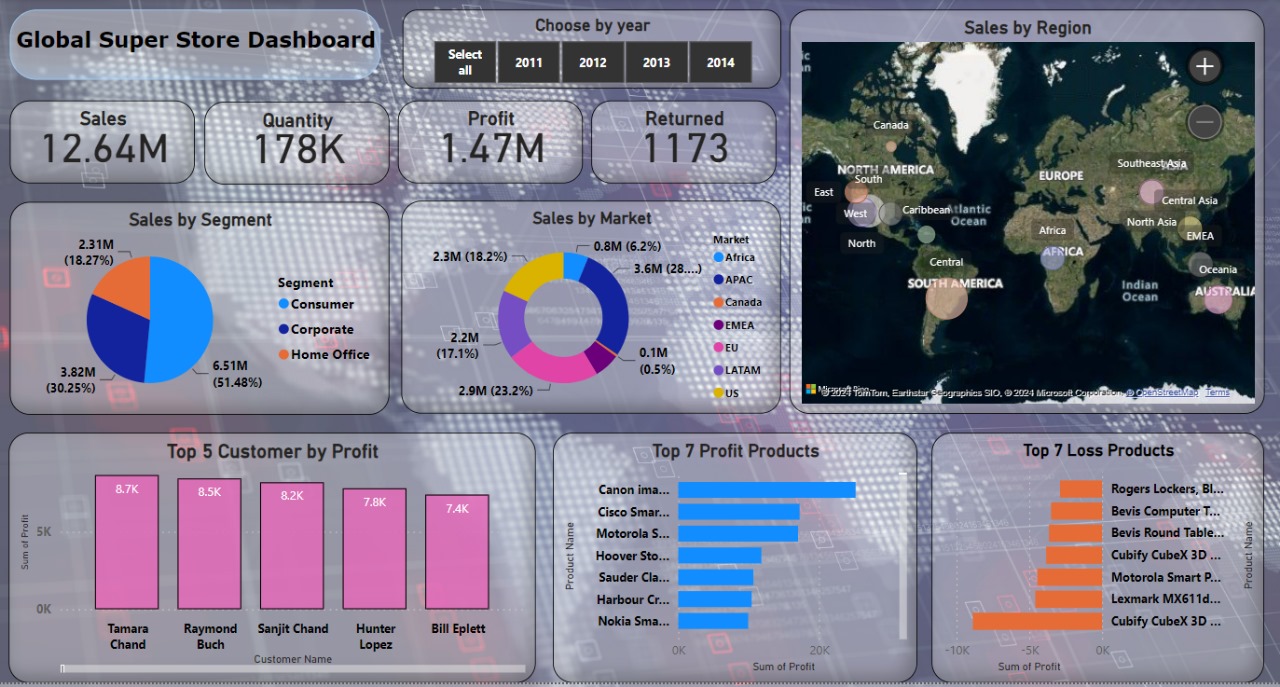 Global Super Store Dashboard
Choose by year
Select
all
2011
2012
2013
2014
Sales
12.64M
Quantity
178K
Profit
1.47M
Returned
1173
Sales by Segment
2.31M
(18.27%)
3.82M
(30.25%)
6.51M
(51.48%)
Segment
Consumer
Corporate
Home Office
Sales by Market
0.8M (6.2%)
3.6M (28....)
0.1M
(0.5%)
2.9M (23.2%)
2.2M
(17.1%)
2.3M (18.2%)
Market
Africa
APAC
Canada
EMEA
EU
LATAM
US
Sales by Region
Canada
NORTH AMERICA
South
East
West
North
Caribbean
Atlantic
Ocean
Central
SOUTH AMERICA
EUROPE
Africa
AFRICA
Southeast Asia
ASIA
Central Asia
North Asia
EMEA
Oceania
AUSTRALIA
Indian
Ocean
Microsoft Bing
© 2024 TomTom, Earthstar Geographics SIO, © 2024 Microsoft Corporation, © OpenStreetMap Terms
Top 5 Customer by Profit
Sum of Profit
5K
0K
8.7K
8.5K
8.2K
7.8K
7.4K
Tamara
Chand
Raymond
Buch
Sanjit Chand
Hunter
Lopez
Bill Eplett
Customer Name
Top 7 Profit Products
Product Name
Canon ima...
Cisco Smar...
Motorola S...
Hoover Sto...
Sauder Cla...
Harbour Cr...
Nokia Sma...
0K
20K
Sum of Profit
Top 7 Loss Products
Rogers Lockers, Bl...
Bevis Computer T...
Bevis Round Table...
Cubify CubeX 3D ...
Motorola Smart P...
Lexmark MX611d...
Cubify CubeX 3D ...
Product Name
-10K
-5K
0K
Sum of Profit